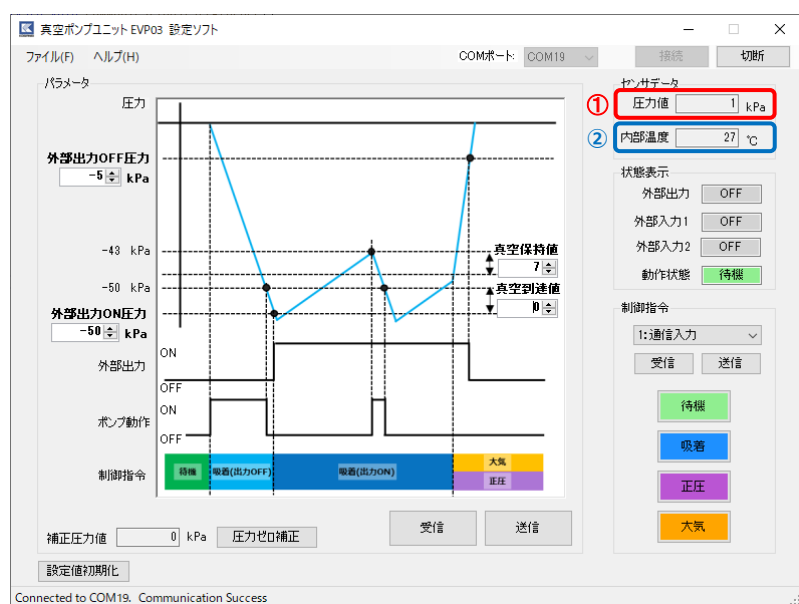 真空ポンプユニット EVP03 設定ソフト
ファイル(F) ヘルプ(H) COMポート: COM19 接続 切断
パラメータ
圧力
外部出力OFF圧力
-5 kPa
-43 kPa
真空保持値
7
-50 kPa
真空到達値
0
外部出力ON圧力
-50 kPa
外部出力
ON
OFF
ポンプ動作
ON
OFF
制御指令
待機 吸着(出力OFF) 吸着(出力ON) 大気
正圧
補正圧力値 0 kPa 圧力ゼロ補正 受信 送信
設定値初期化
センサデータ
① 圧力値 1 kPa
② 内部温度 27 ℃
状態表示
外部出力 OFF
外部入力1 OFF
外部入力2 OFF
動作状態 待機
制御指令
1:通信入力
受信 送信
待機
吸着
正圧
大気
Connected to COM19. Communication Success